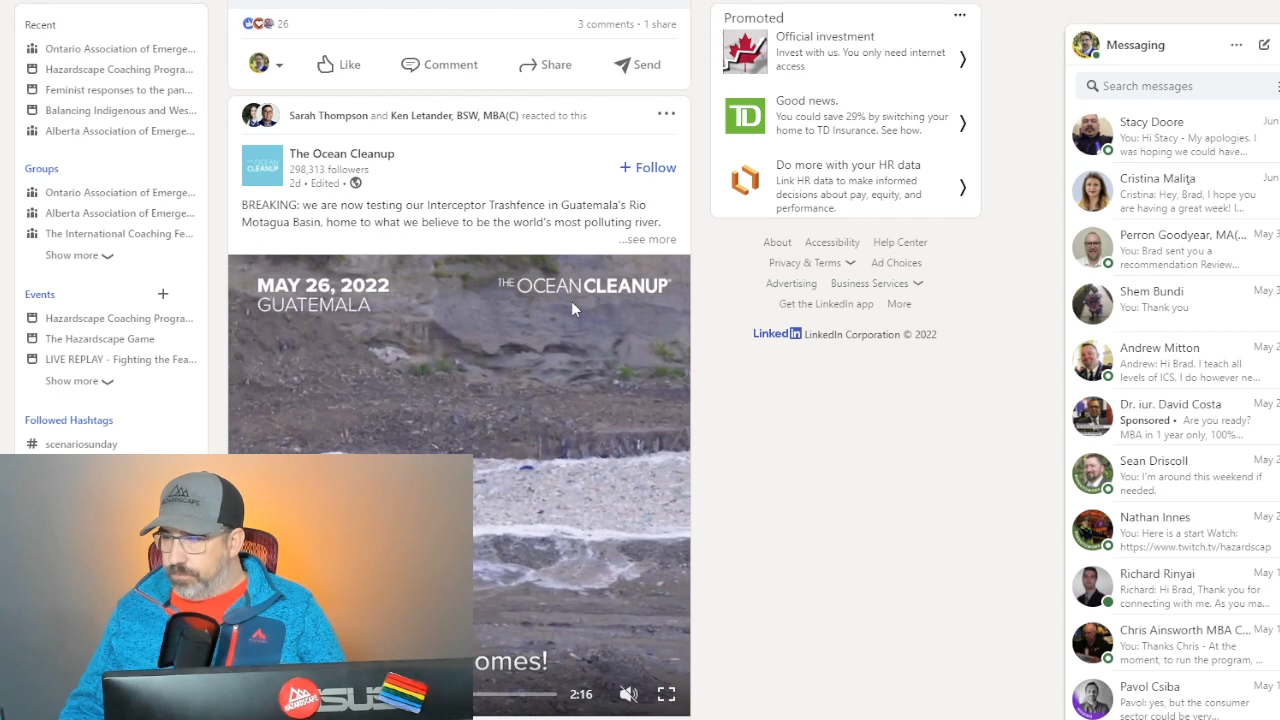 Recent
Ontario Association of Emerge...
Hazardscape Coaching Progra...
Feminist responses to the pan...
Balancing Indigenous and Wes...
Alberta Association of Emerge...
Groups
Ontario Association of Emerge...
Alberta Association of Emerge...
The International Coaching Fe...
Show more
Events
Hazardscape Coaching Progra...
The Hazardscape Game
LIVE REPLAY - Fighting the Fea...
Show more
Followed Hashtags
# scenariosunday
26
3 comments • 1 share
Like
Comment
Share
Send
Sarah Thompson and Ken Letander, BSW, MBA(C) reacted to this
The Ocean Cleanup
298,313 followers
2d • Edited •
+ Follow
BREAKING: we are now testing our Interceptor Trashfence in Guatemala's Rio
Motagua Basin, home to what we believe to be the world's most polluting river.
...see more
THE OCEAN
CLEANUP
MAY 26, 2022
GUATEMALA
THE OCEANCLEANUP
omes!
2:16
HAZARDSCAPE
HAZARDSCAPE
SUS
Promoted
Official investment
Invest with us. You only need internet
access
TD
Good news.
You could save 29% by switching your
home to TD Insurance. See how.
Do more with your HR data
Link HR data to make informed
decisions about pay, equity, and
performance.
About
Accessibility
Help Center
Privacy & Terms
Ad Choices
Advertising
Business Services
Get the LinkedIn app
More
LinkedIn LinkedIn Corporation © 2022
Messaging
Search messages
Stacy Doore
Jun
You: Hi Stacy - My apologies. I
was hoping we could have...
Cristina Maliţa
Jun
Cristina: Hey, Brad, I hope you
are having a great week! I...
Perron Goodyear, MA(...
May 3
Perron: Brad sent you a
recommendation Review...
Shem Bundi
May 3
You: Thank you
Andrew Mitton
May 2
Andrew: Hi Brad. I teach all
levels of ICS. I do however ne...
Dr. iur. David Costa
May 2
Sponsored • Are you ready?
MBA in 1 year only, 100%...
Sean Driscoll
May 2
You: I'm around this weekend if
needed.
Nathan Innes
May 2
You: Here is a start Watch:
https://www.twitch.tv/hazardscap
Richard Rinyai
May 1
Richard: Hi Brad, Thank you for
connecting with me. As you ma...
Chris Ainsworth MBA C...
May 1
You: Thanks Chris - At the
moment, to run the program, ...
Pavol Csiba
May 1
Pavol: yes, but the consumer
sector could be very...